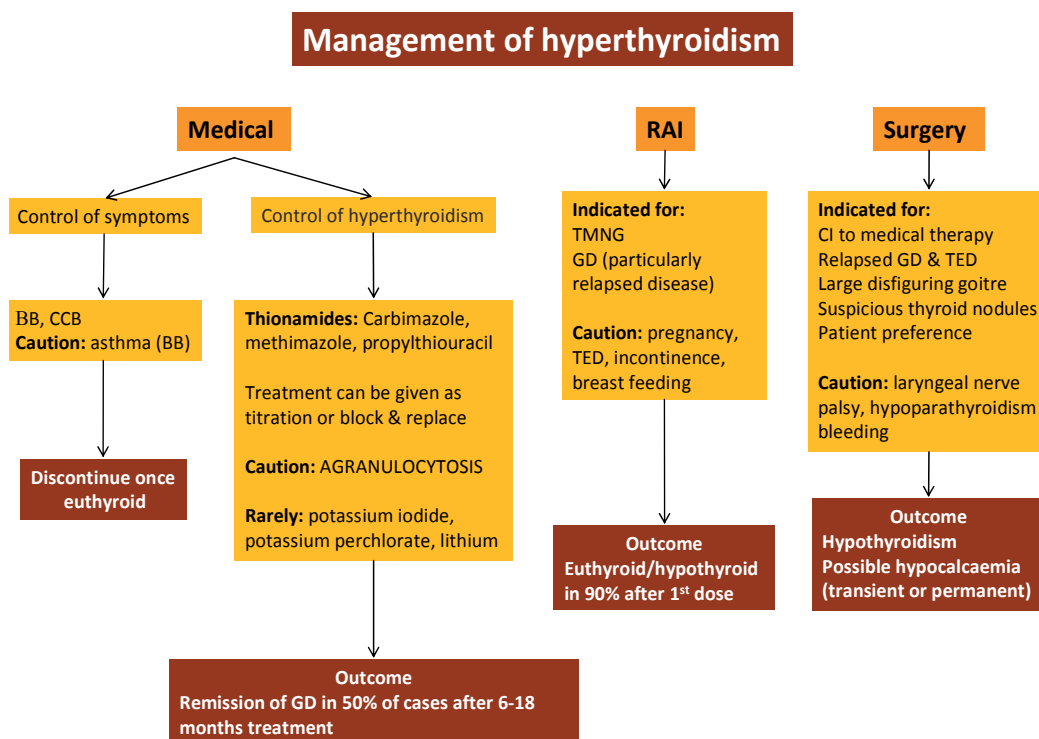 Management of hyperthyroidism
Medical
Control of symptoms
ΒB, CCB
Caution: asthma (BB)
Discontinue once
euthyroid
Control of hyperthyroidism
Thionamides: Carbimazole,
methimazole, propylthiouracil
Treatment can be given as
titration or block & replace
Caution: AGRANULOCYTOSIS
Rarely: potassium iodide,
potassium perchlorate, lithium
Outcome
Remission of GD in 50% of cases after 6-18
months treatment
RAI
Indicated for:
TMNG
GD (particularly
relapsed disease)
Caution: pregnancy,
TED, incontinence,
breast feeding
Outcome
Euthyroid/hypothyroid
in 90% after 1st dose
Surgery
Indicated for:
CI to medical therapy
Relapsed GD & TED
Large disfiguring goitre
Suspicious thyroid nodules
Patient preference
Caution: laryngeal nerve
palsy, hypoparathyroidism
bleeding
Outcome
Hypothyroidism
Possible hypocalcaemia
(transient or permanent)